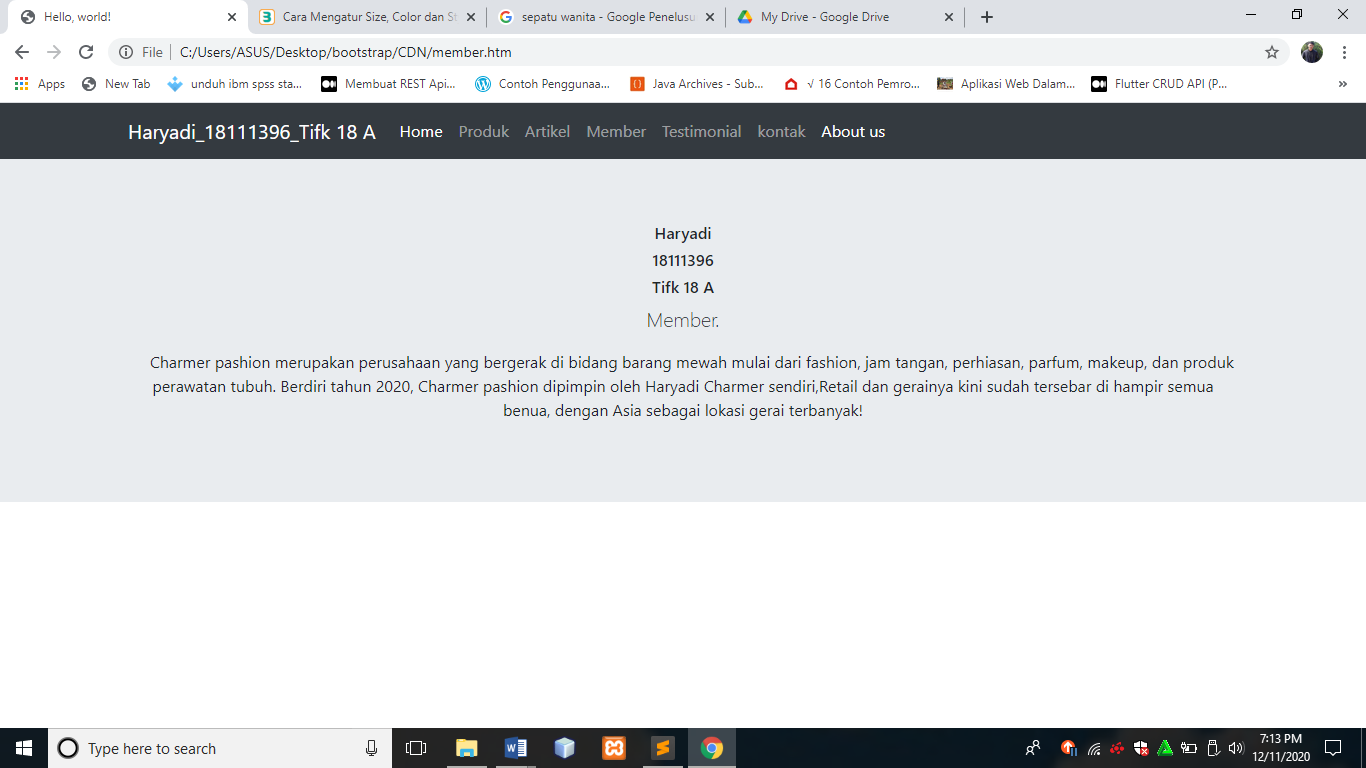 Hello, world!
Cara Mengatur Size, Color dan St
sepatu wanita - Google Penelusu
My Drive - Google Drive
File
C:/Users/ASUS/Desktop/bootstrap/CDN/member.htm
Apps
New Tab
unduh ibm spss sta...
Membuat REST Api...
Contoh Penggunaa...
Java Archives - Sub...
√ 16 Contoh Pemro...
Aplikasi Web Dalam...
Flutter CRUD API (P...
»
Haryadi_18111396_Tifk 18 A
Home
Produk
Artikel
Member
Testimonial
kontak
About us
Haryadi
18111396
Tifk 18 A
Member.
Charmer pashion merupakan perusahaan yang bergerak di bidang barang mewah mulai dari fashion, jam tangan, perhiasan, parfum, makeup, dan produk
perawatan tubuh. Berdiri tahun 2020, Charmer pashion dipimpin oleh Haryadi Charmer sendiri,Retail dan gerainya kini sudah tersebar di hampir semua
benua, dengan Asia sebagai lokasi gerai terbanyak!
Type here to search
7:13 PM
12/11/2020